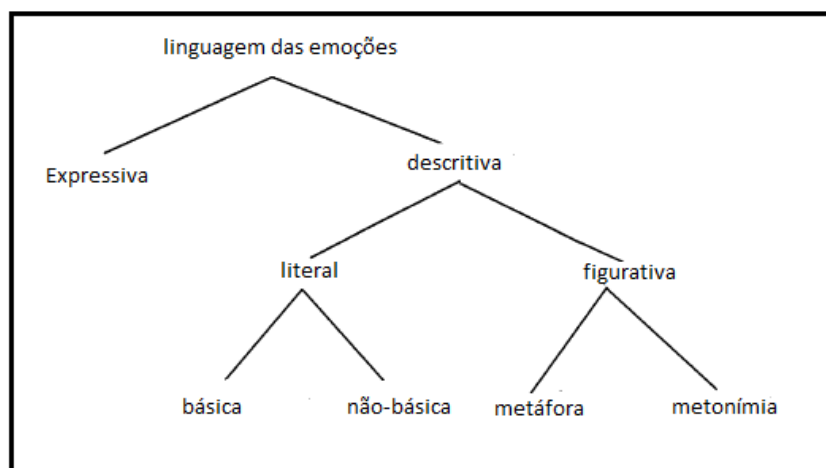 linguagem das emoções
Expressiva
descritiva
literal
figurativa
básica
não-básica
metáfora
metonímia